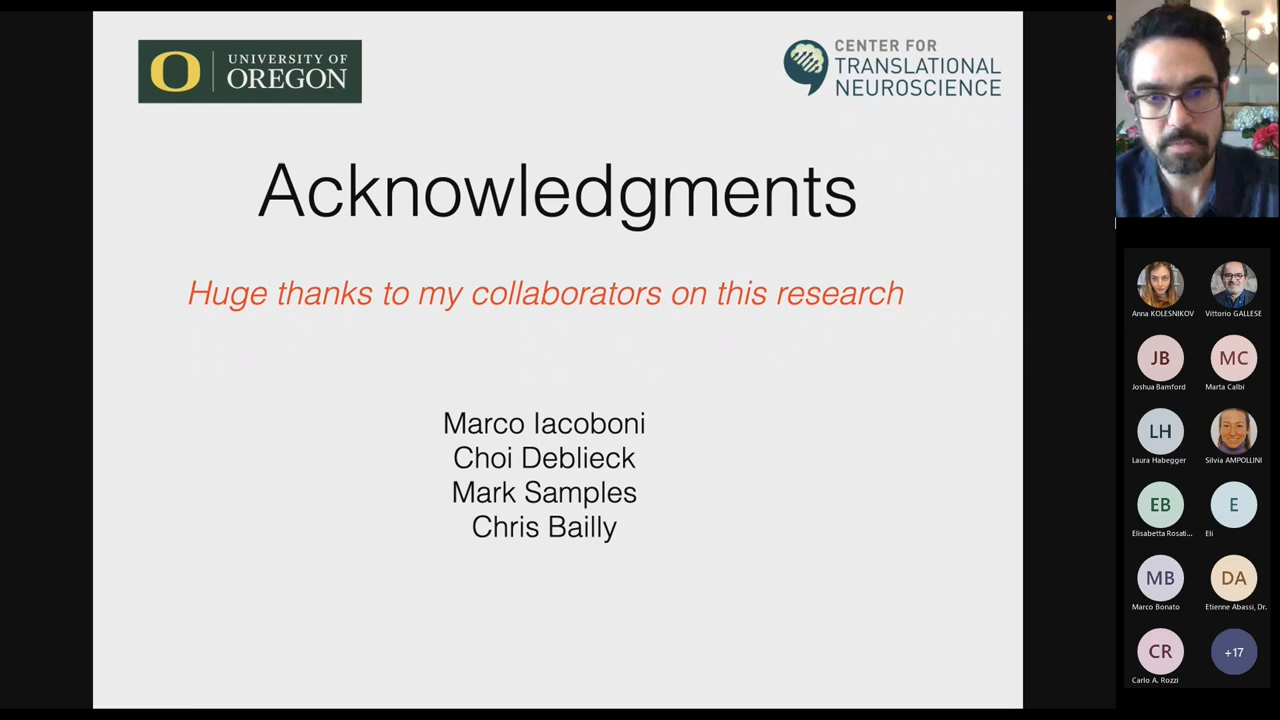 UNIVERSITY OF
OREGON
CENTER FOR
TRANSLATIONAL
NEUROSCIENCE
Acknowledgments
Huge thanks to my collaborators on this research
Marco Iacoboni
Choi Deblieck
Mark Samples
Chris Bailly
Anna KOLESNIKOV
Vittorio GALLESE
JB
MC
Joshua Bamford
Marta Calbi
LH
Laura Habegger
Silvia AMPOLLINI
EB
E
Elisabetta Rosati...
Eli
MB
DA
Marco Bonato
Etienne Abassi, Dr.
CR
+17
Carlo A. Rozzi